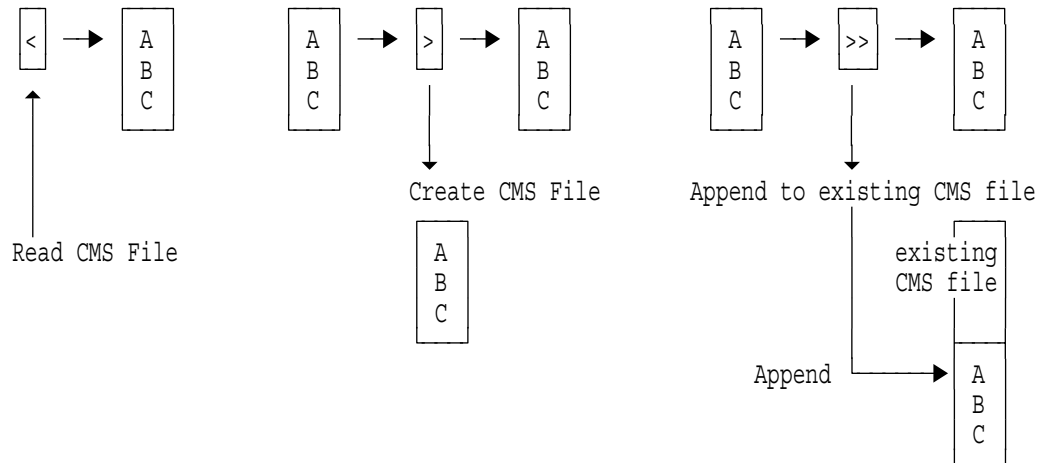 <
A
B
C
Read CMS File
A
B
C
>
A
B
C
Create CMS File
A
B
C
A
B
C
>>
A
B
C
Append to existing CMS file
existing
CMS file
Append
A
B
C